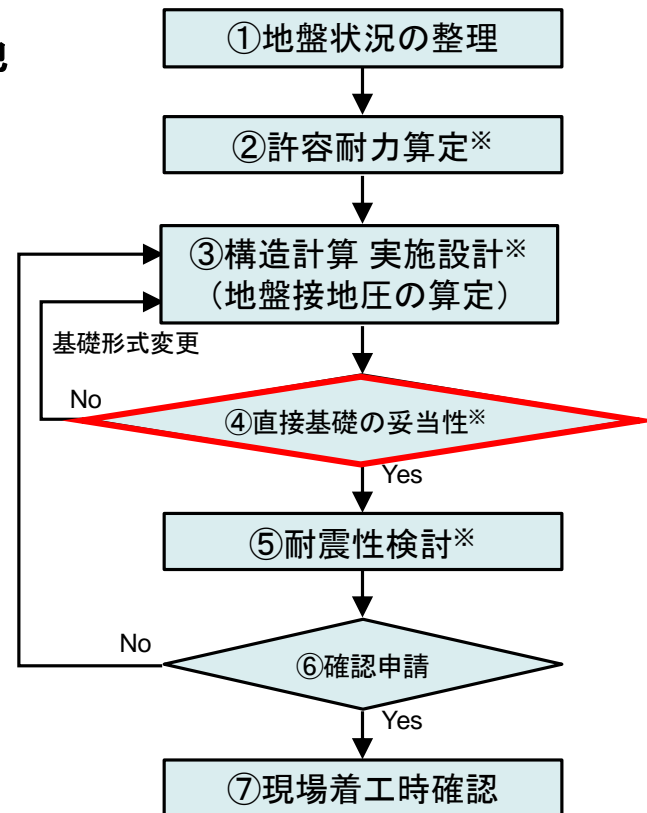 ①地盤状況の整理
②許容耐力算定※
③構造計算 実施設計※
（地盤接地圧の算定）
基礎形式変更
No
④直接基礎の妥当性※
Yes
⑤耐震性検討※
No
⑥確認申請
Yes
⑦現場着工時確認